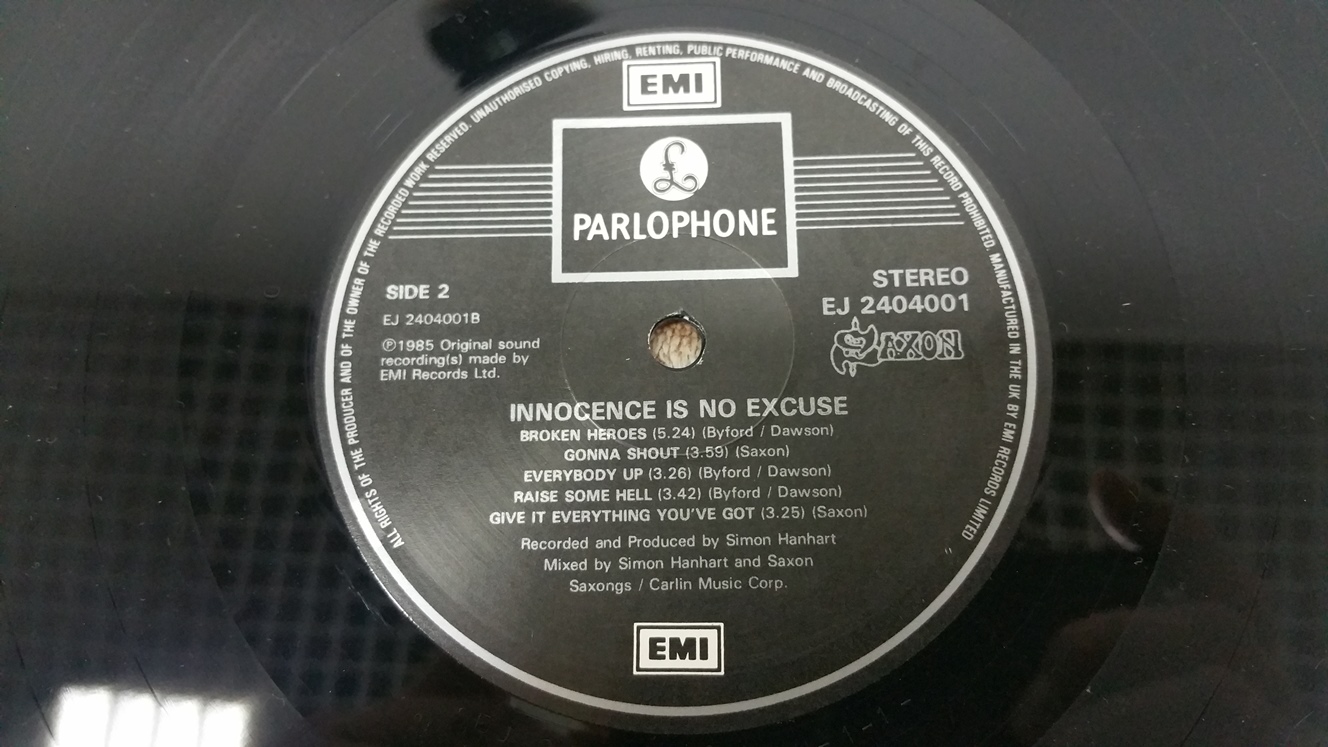 ALL RIGHTS OF THE PRODUCER AND OF THE OWNER OF THE RECORDED WORK RESERVED. UNAUTHORISED COPYING, HIRING, RENTING, PUBLIC PERFORMANCE AND BROADCASTING OF THIS RECORD PROHIBITED. MANUFACTURED IN THE UK BY EMI RECORDS LIMITED
EMI
£
PARLOPHONE
SIDE 2
EJ 2404001B
Ⓟ1985 Original sound
recording(s) made by
EMI Records Ltd.
STEREO
EJ 2404001
SAXON
INNOCENCE IS NO EXCUSE
BROKEN HEROES (5.24) (Byford / Dawson)
GONNA SHOUT (3.59) (Saxon)
EVERYBODY UP (3.26) (Byford / Dawson)
RAISE SOME HELL (3.42) (Byford / Dawson)
GIVE IT EVERYTHING YOU'VE GOT (3.25) (Saxon)
Recorded and Produced by Simon Hanhart
Mixed by Simon Hanhart and Saxon
Saxongs / Carlin Music Corp.
EMI